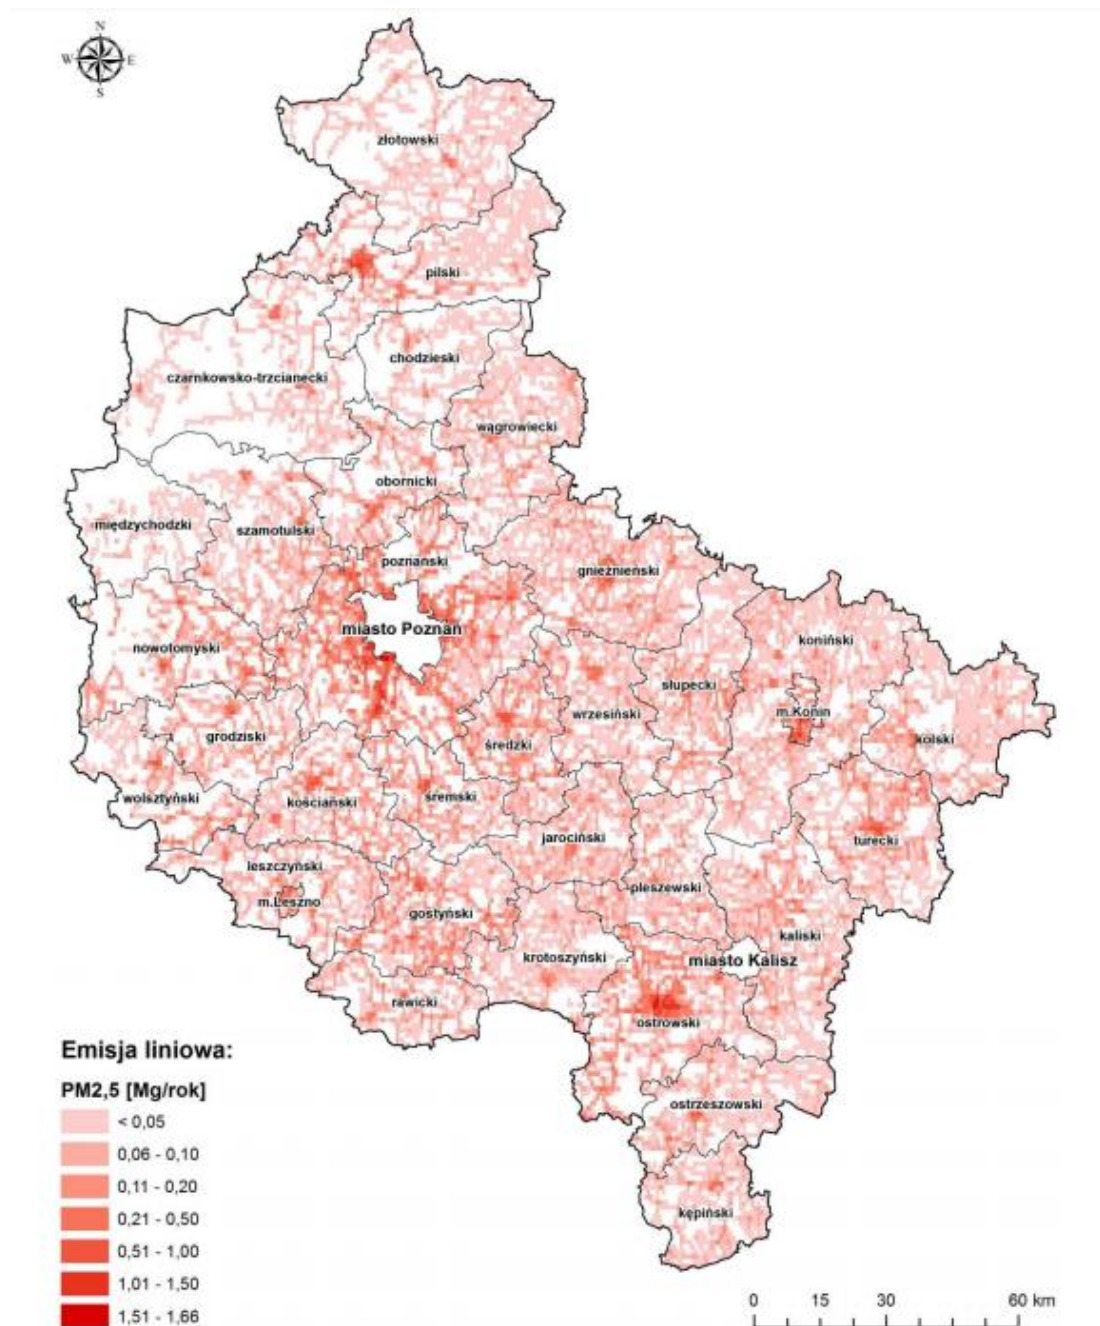 N
W E
S
złotowski
pilski
chodzieski
czarnkowsko-trzcianecki
wągrowiecki
obornicki
międzychodzki
szamotulski
poznański
gnieźnieński
miasto Poznań
koniński
nowotomyski
słupecki
m.Konin
wrzesiński
grodziski
średzki
kolski
wolsztyński
kościański
śremski
jarociński
turecki
leszczyński
pleszewski
m.Leszno
gostyński
kaliski
krotoszyński
miasto Kalisz
rawicki
ostrowski
Emisja liniowa:
PM2,5 [Mg/rok]
< 0,05
0,06 - 0,10
0,11 - 0,20
0,21 - 0,50
0,51 - 1,00
1,01 - 1,50
1,51 - 1,66
ostrzeszowski
kępiński
0 15 30 60 km